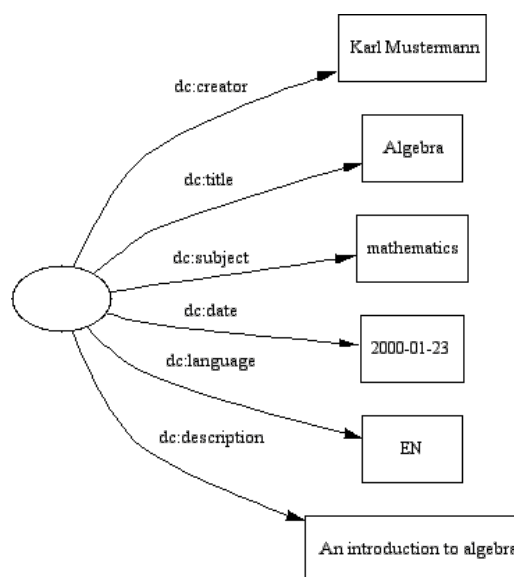 Karl Mustermann
dc:creator
Algebra
dc:title
mathematics
dc:subject
dc:date
2000-01-23
dc:language
EN
dc:description
An introduction to algebra